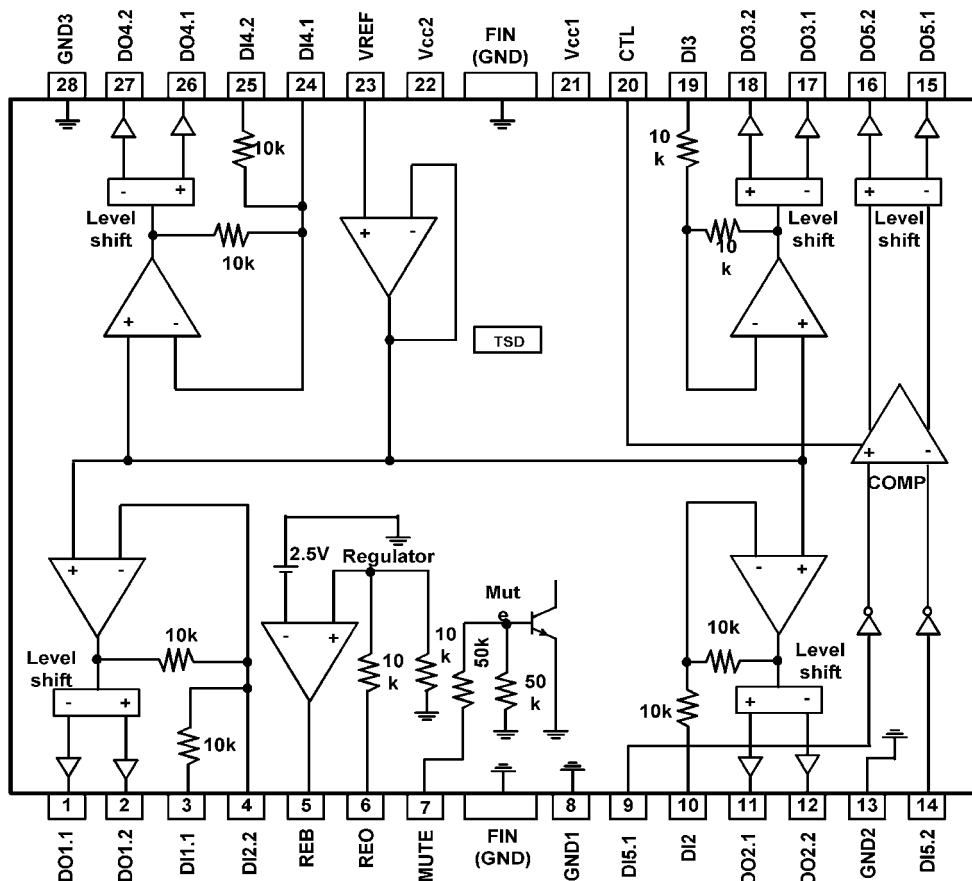 GND3
DO4.2
DO4.1
DI4.2
DI4.1
VREF
Vcc2
FIN
(GND)
Vcc1
CTL
DI3
DO3.2
DO3.1
DO5.2
DO5.1
28 27 26 25 24 23 22 21 20 19 18 17 16 15
10k
10
k
- +
+ -
+ -
Level
shift
Level
shift
Level
shift
+ -
10k
10
k
+ -
- +
TSD
+ -
COMP
2.5V
Regulator
+ -
- +
- +
Mut
e
10k
10
k
10
k
50k
50
k
10k
Level
shift
Level
shift
- +
+ -
10k
10k
1 2 3 4 5 6 7 8 9 10 11 12 13 14
DO1.1
DO1.2
DI1.1
DI2.2
REB
REO
MUTE
FIN
(GND)
GND1
DI5.1
DI2
DO2.1
DO2.2
GND2
DI5.2